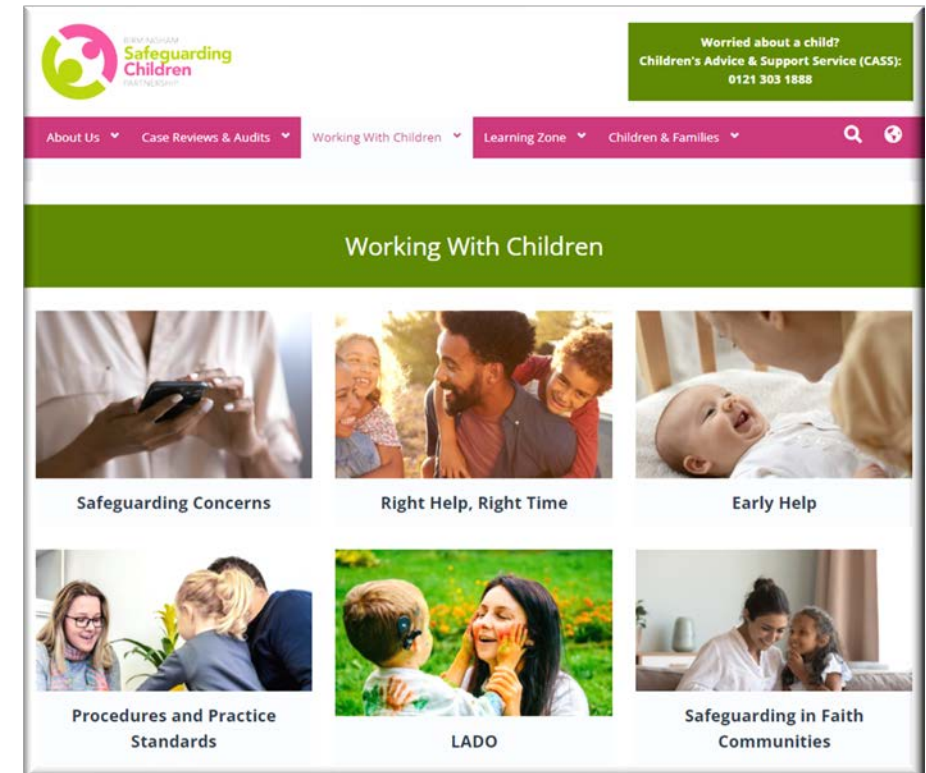 BIRMINGHAM
Safeguarding
Children
PARTNERSHIP
Worried about a child?
Children's Advice & Support Service (CASS):
0121 303 1888
About Us
Case Reviews & Audits
Working With Children
Learning Zone
Children & Families
Working With Children
Safeguarding Concerns
Right Help, Right Time
Early Help
Procedures and Practice
Standards
LADO
Safeguarding in Faith
Communities